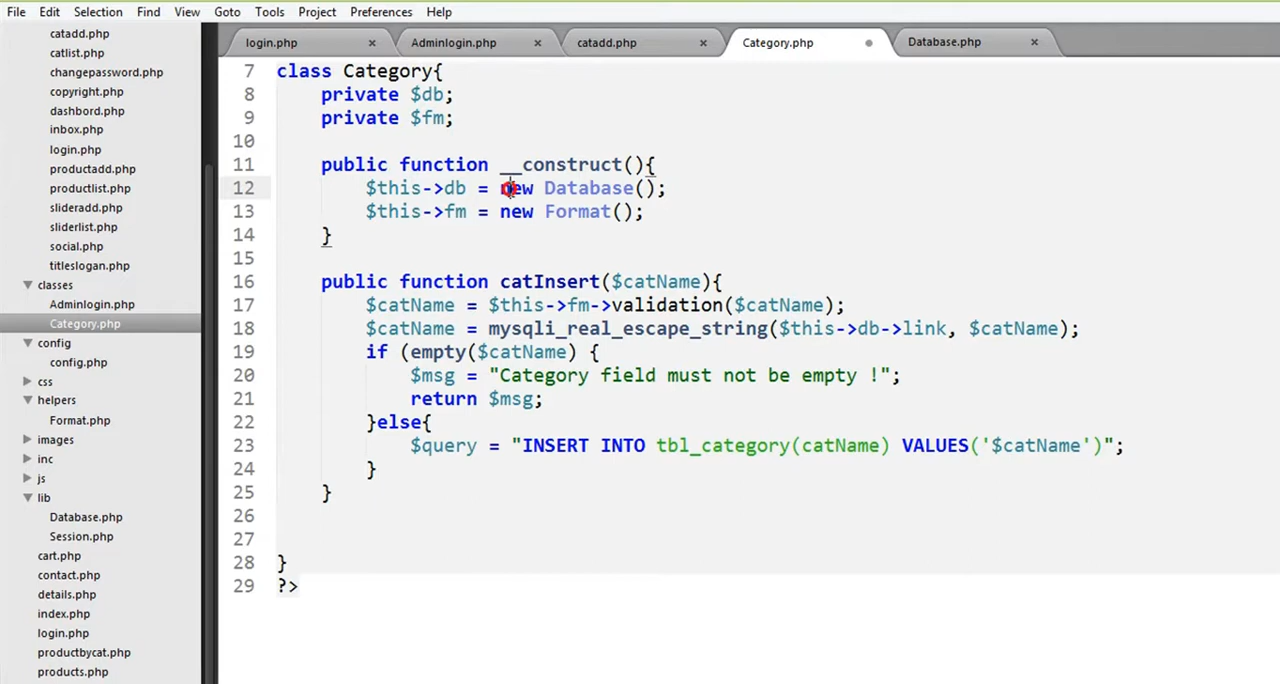 File Edit Selection Find View Goto Tools Project Preferences Help
login.php Adminlogin.php catadd.php Category.php Database.php
catadd.php
catlist.php
changepassword.php
copyright.php
dashbord.php
inbox.php
login.php
productadd.php
productlist.php
slideradd.php
sliderlist.php
social.php
titleslogan.php
classes
Adminlogin.php
Category.php
config
config.php
css
helpers
Format.php
images
inc
js
lib
Database.php
Session.php
cart.php
contact.php
details.php
index.php
login.php
productbycat.php
products.php
7 class Category{
8 private $db;
9 private $fm;
10
11 public function __construct(){
12 $this->db = new Database();
13 $this->fm = new Format();
14 }
15
16 public function catInsert($catName){
17 $catName = $this->fm->validation($catName);
18 $catName = mysqli_real_escape_string($this->db->link, $catName);
19 if (empty($catName) {
20 $msg = "Category field must not be empty !";
21 return $msg;
22 }else{
23 $query = "INSERT INTO tbl_category(catName) VALUES('$catName')";
24 }
25 }
26
27
28 }
29 ?>